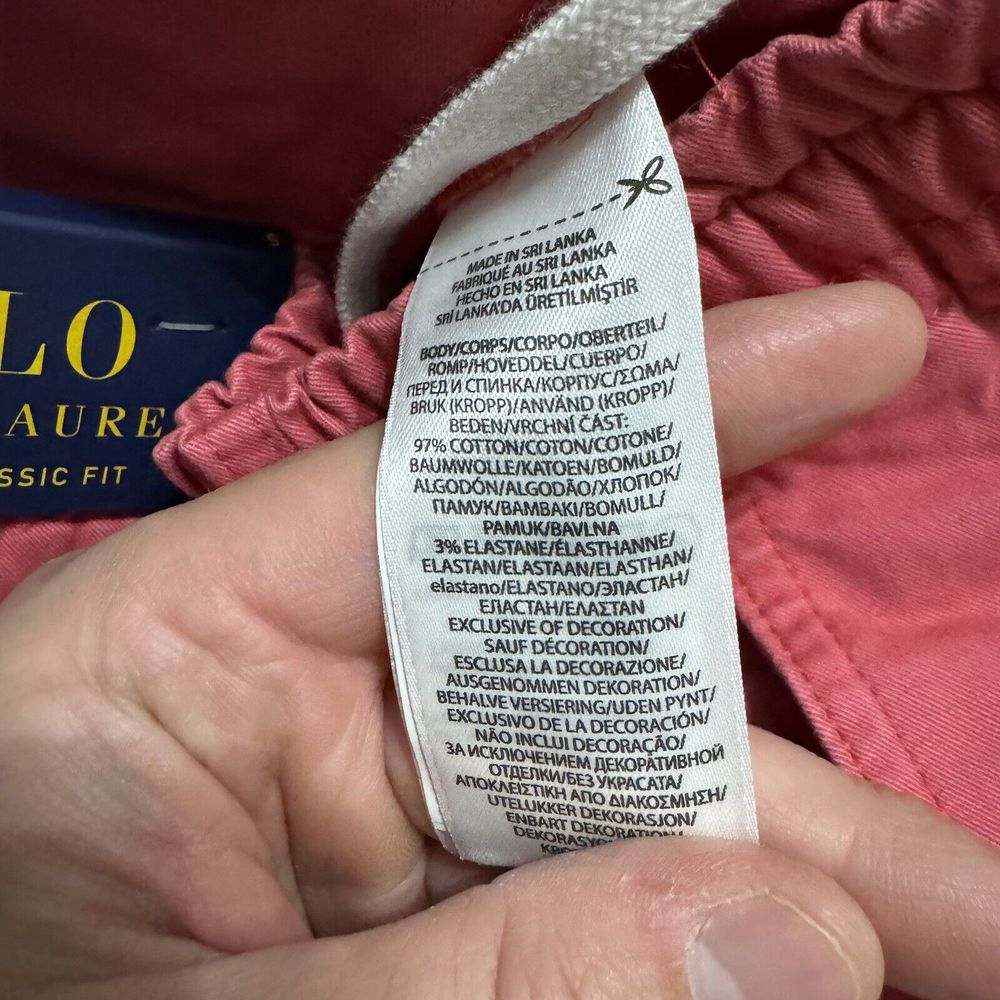 LO
AURE
SSIC FIT
MADE IN SRI LANKA
FABRIQUÉ AU SRI LANKA
HECHO EN SRI LANKA
SRİ LANKA'DA ÜRETİLMİŞTİR
BODY/CORPS/CORPO/OBERTEIL/
ROMP/HOVEDDEL/CUERPO/
ПЕРЕД И СПИНКА/КОРПУС/ΣΩΜΑ/
BRUK (KROPP)/ANVÄND (KROPP)/
BEDEN/VRCHNÍ ČÁST:
97% COTTON/COTON/COTONE/
BAUMWOLLE/KATOEN/BOMULD/
ALGODÓN/ALGODÃO/ХЛОПОК/
ПАМУК/ΒΑΜΒΑΚΙ/BOMULL/
PAMUK/BAVLNA
3% ELASTANE/ÉLASTHANNE/
ELASTAN/ELASTAAN/ELASTHAN/
elastano/ELASTANO/ЭЛАСТАН/
ЕЛАСТАН/ΕΛΑΣΤΑΝ
EXCLUSIVE OF DECORATION/
SAUF DÉCORATION/
ESCLUSA LA DECORAZIONE/
AUSGENOMMEN DEKORATION/
BEHALVE VERSIERING/UDEN PYNT/
EXCLUSIVO DE LA DECORACIÓN/
NÃO INCLUI DECORAÇÃO/
ЗА ИСКЛЮЧЕНИЕМ ДЕКОРАТИВНОЙ
ОТДЕЛКИ/БЕЗ УКРАСАТА/
ΑΠΟΚΛΕΙΣΤΙΚΗ ΑΠΟ ΔΙΑΚΟΣΜΗΣΗ/
UTELUKKER DEKORASJON/
ENBART DEKORATION/